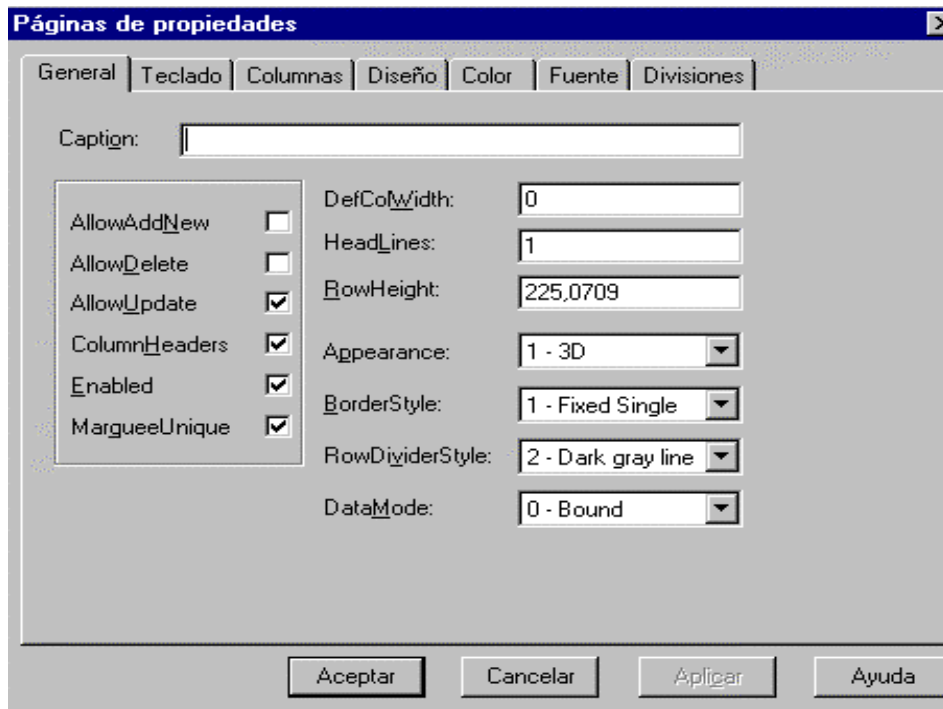 Páginas de propiedades
General Teclado Columnas Diseño Color Fuente Divisiones
Caption:
AllowAddNew
AllowDelete
AllowUpdate
ColumnHeaders
Enabled
MargueeUnique
DefColWidth: 0
HeadLines: 1
RowHeight: 225,0709
Appearance: 1 - 3D
BorderStyle: 1 - Fixed Single
RowDividerStyle: 2 - Dark gray line
DataMode: 0 - Bound
Aceptar Cancelar Aplicar Ayuda